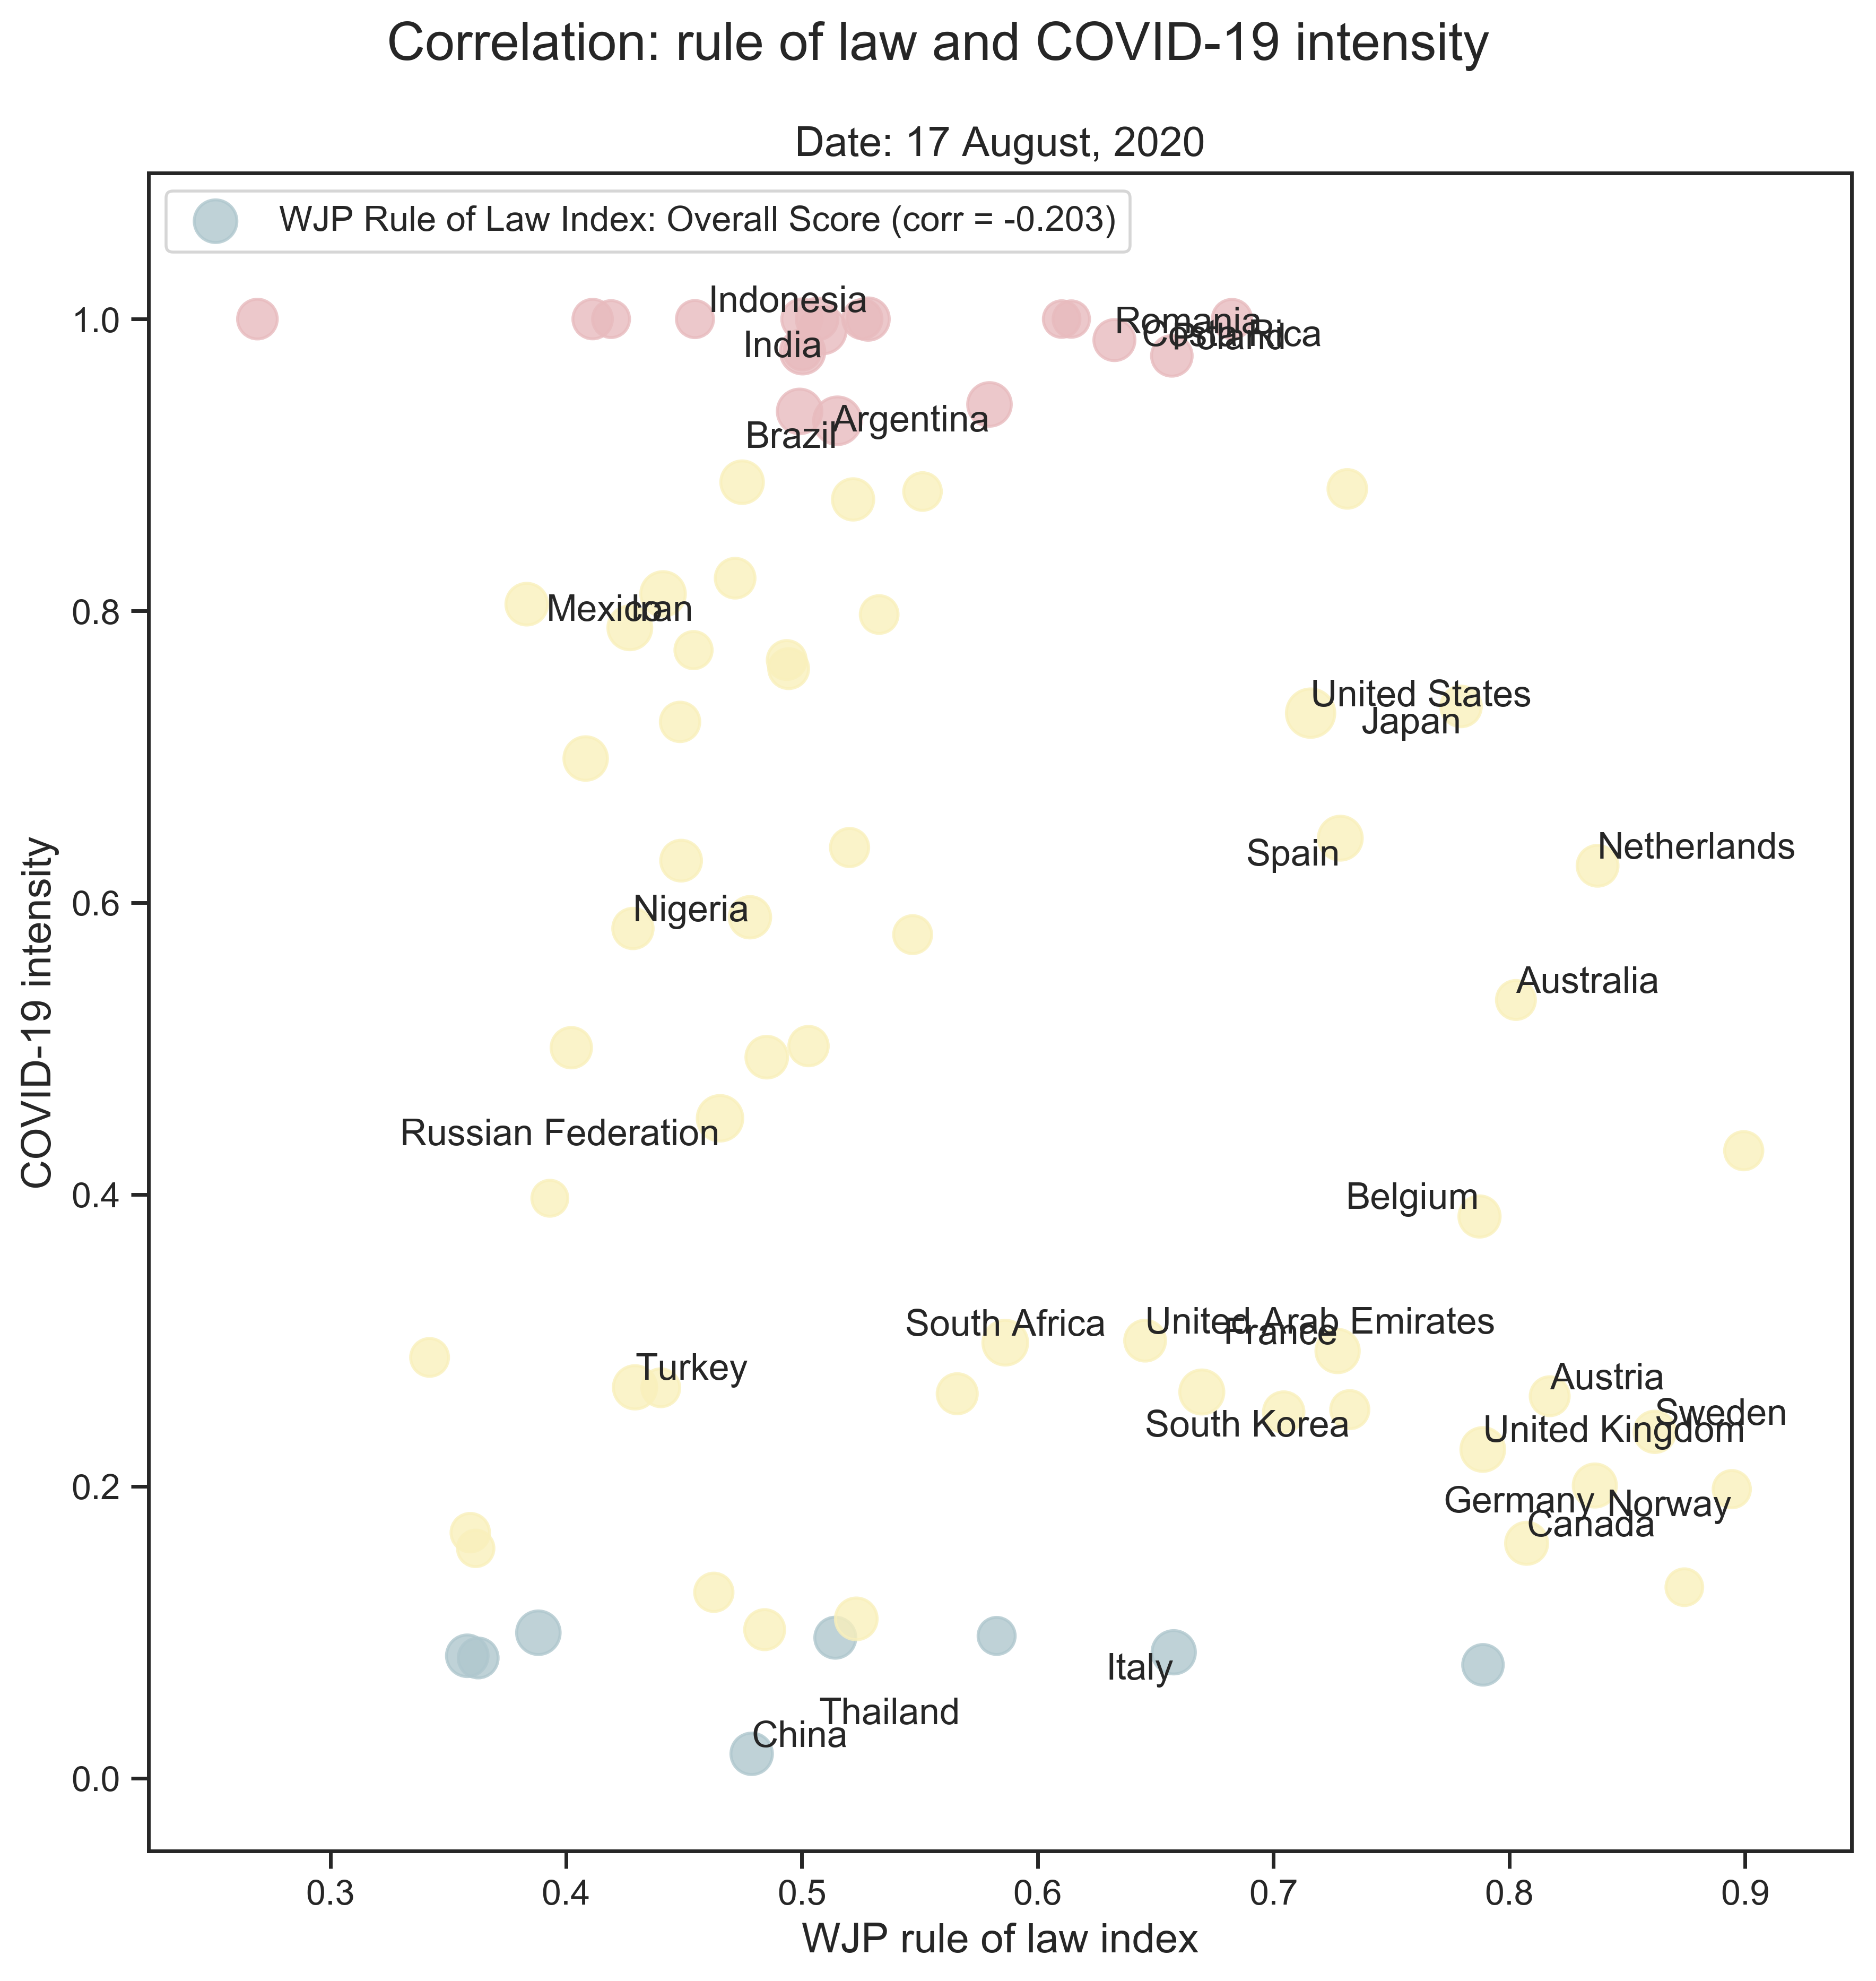 Correlation: rule of law and COVID-19 intensity
Date: 17 August, 2020
WJP Rule of Law Index: Overall Score (corr = -0.203)
Indonesia
India
Romania
Costa Rica
Poland
Argentina
Brazil
Mexico
Iran
United States
Japan
Spain
Netherlands
Nigeria
Australia
Russian Federation
Belgium
South Africa
United Arab Emirates
France
Turkey
Austria
Sweden
South Korea
United Kingdom
Germany
Norway
Canada
Italy
Thailand
China
COVID-19 intensity
1.0
0.8
0.6
0.4
0.2
0.0
0.3
0.4
0.5
0.6
0.7
0.8
0.9
WJP rule of law index